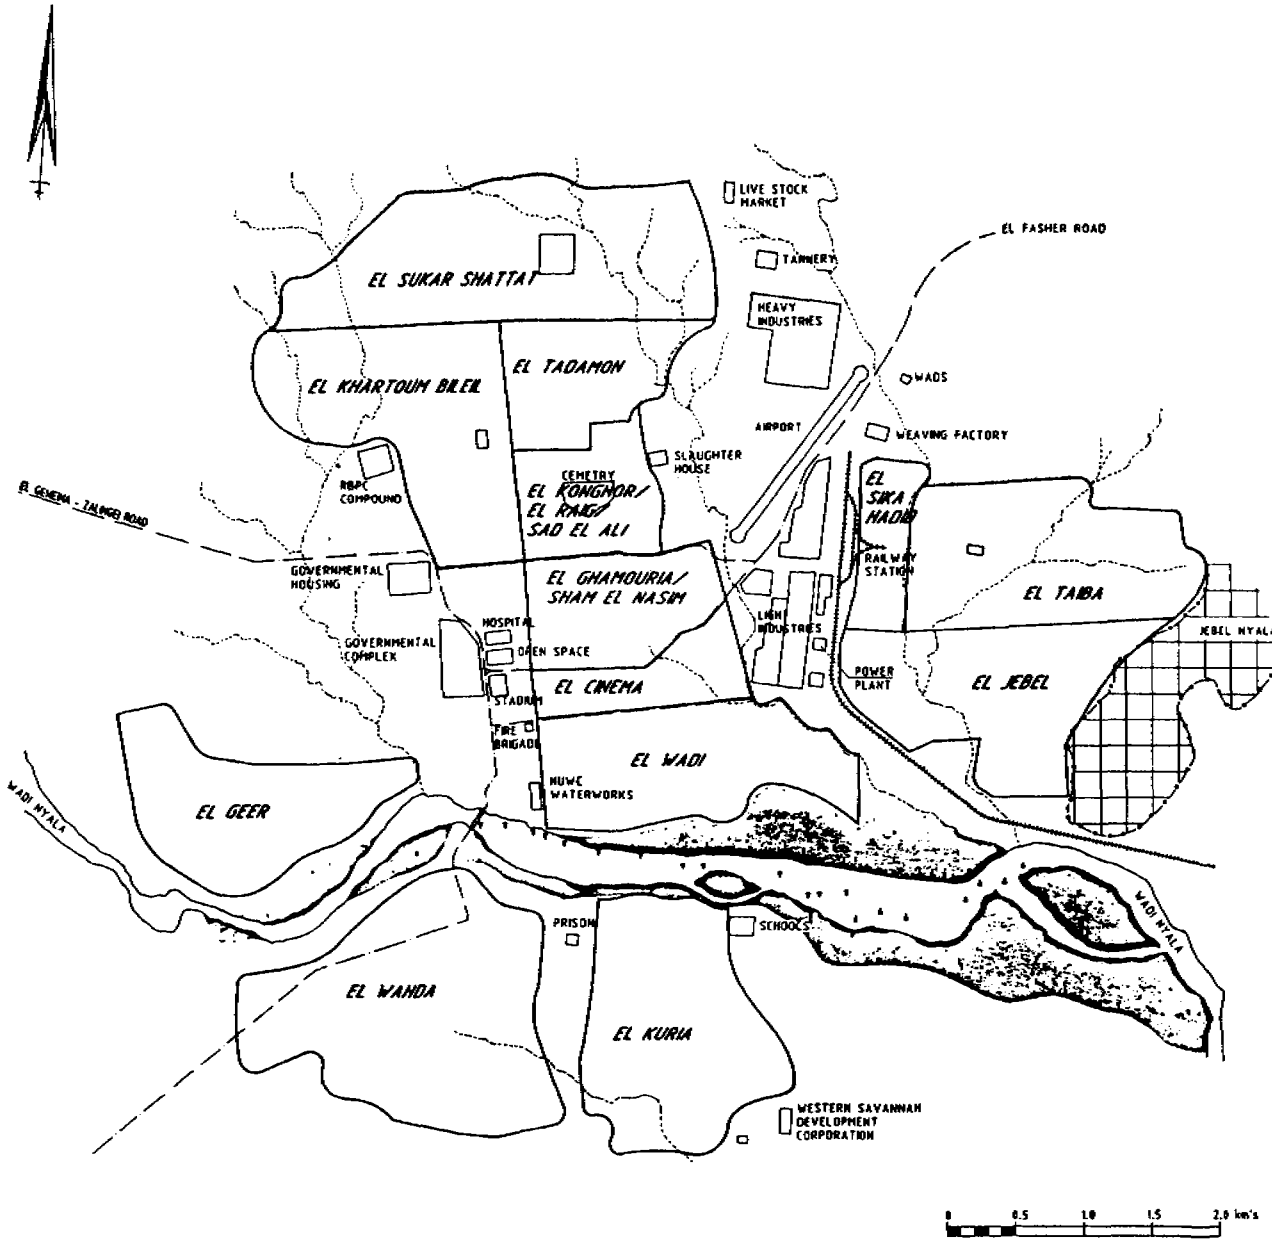 LIVE STOCK
MARKET
EL FASHER ROAD
TANNERY
EL SUKAR SHATTAT
HEAVY
INDUSTRIES
EL TADAMON
EL KHARTOUM BILEIL
WADS
AIRPORT
WEAVING FACTORY
SLAUGHTER
HOUSE
RBPC
COMPOUND
CEMETRY
EL KONGHOR/
EL RAIG/
SAD EL ALI
EL
SIKA
HADID
EL GENEINA - ZALINGEI ROAD
RAILWAY
STATION
GOVERNMENTAL
HOUSING
EL GHAMOURIA/
SHAM EL NASIM
EL TAIBA
LIGHT
INDUSTRIES
JEBEL NYALA
HOSPITAL
GOVERNMENTAL
COMPLEX
OPEN SPACE
POWER
PLANT
EL JEBEL
EL CINEMA
STADIUM
FIRE
BRIGADE
EL WADI
NUWC
WATERWORKS
WADI NYALA
EL GEER
WADI NYALA
PRISON
SCHOOLS
EL WAHDA
EL KURIA
WESTERN SAVANNAH
DEVELOPMENT
CORPORATION
0 0.5 1.0 1.5 2.0 km's